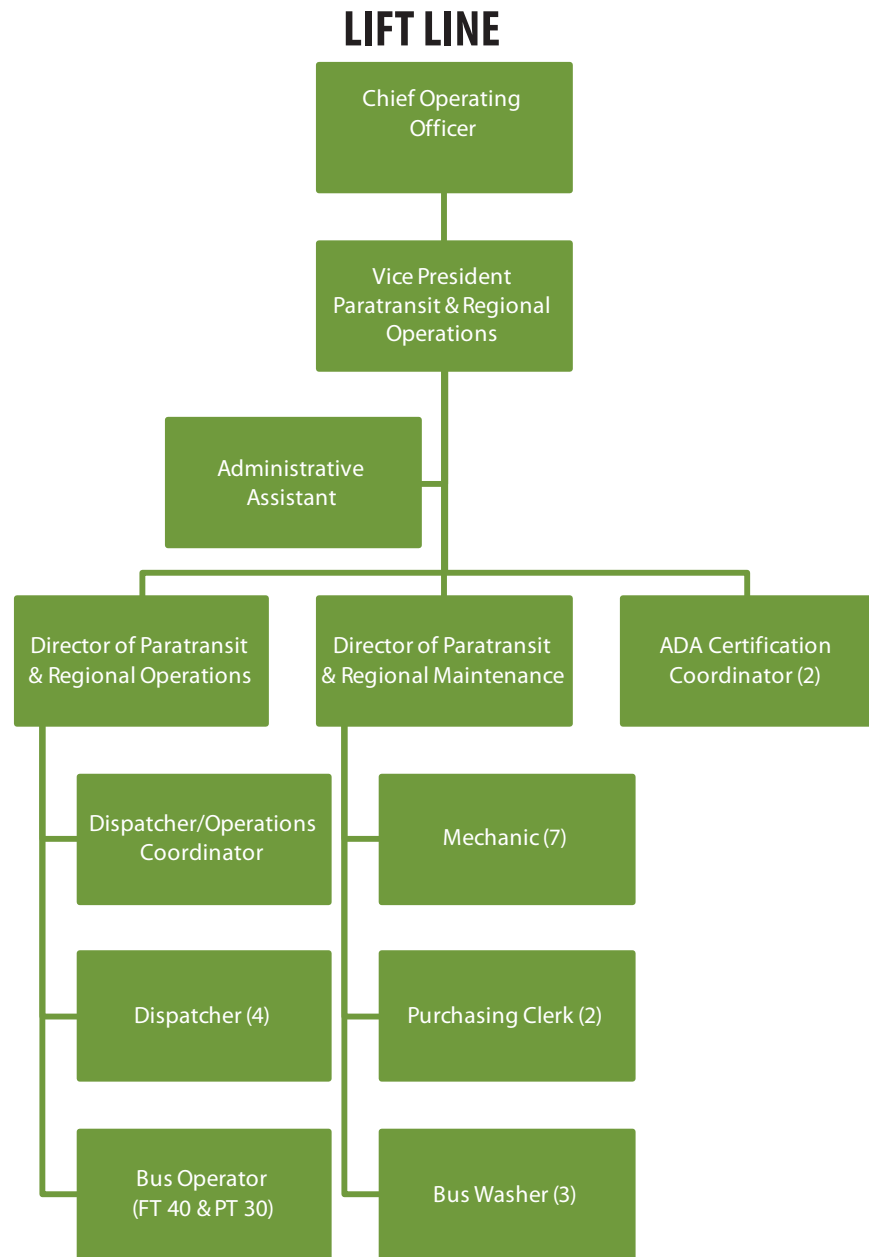 LIFT LINE
Chief Operating
Officer
Vice President
Paratransit & Regional
Operations
Administrative
Assistant
Director of Paratransit
& Regional Operations
Director of Paratransit
& Regional Maintenance
ADA Certification
Coordinator (2)
Dispatcher/Operations
Coordinator
Mechanic (7)
Dispatcher (4)
Purchasing Clerk (2)
Bus Operator
(FT 40 & PT 30)
Bus Washer (3)